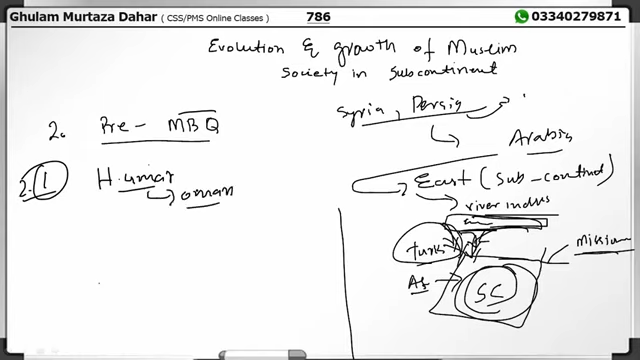 Ghulam Murtaza Dahar ( CSS/PMS Online Classes )
786
03340279871
Evolution & growth of Muslim
Society in Subcontinent
2. Pre- MBQ
2. 1 H. umar
oman
Syria, Persia
Arabia
East (Sub-continent)
river indus
turks
Af
SC